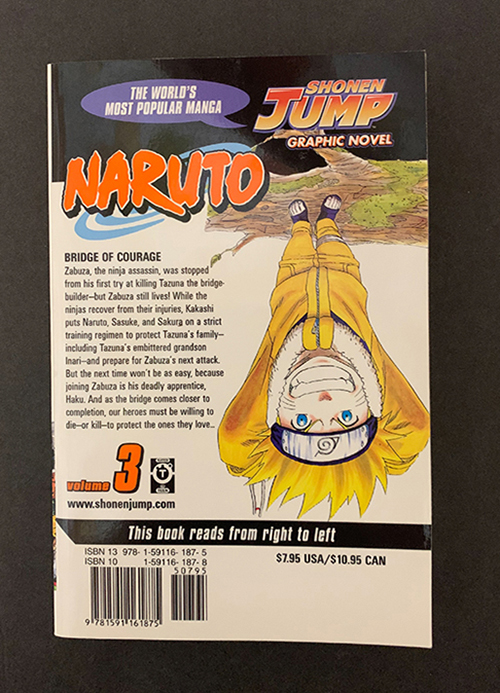 THE WORLD'S
MOST POPULAR MANGA
SHONEN
JUMP
GRAPHIC NOVEL
NARUTO
BRIDGE OF COURAGE
Zabuza, the ninja assassin, was stopped
from his first try at killing Tazuna the bridge-
builder—but Zabuza still lives! While the
ninjas recover from their injuries, Kakashi
puts Naruto, Sasuke, and Sakura on a strict
training regimen to protect Tazuna's family—
including Tazuna's embittered grandson
Inari—and prepare for Zabuza's next attack.
But the next time won't be as easy, because
joining Zabuza is his deadly apprentice,
Haku. And as the bridge comes closer to
completion, our heroes must be willing to
die—or kill—to protect the ones they love...
volume 3
T
www.shonenjump.com
This book reads from right to left
ISBN 13 978- 1-59116- 187- 5
ISBN 10 1-59116- 187- 8
50795
9 781591 161875
$7.95 USA/$10.95 CAN